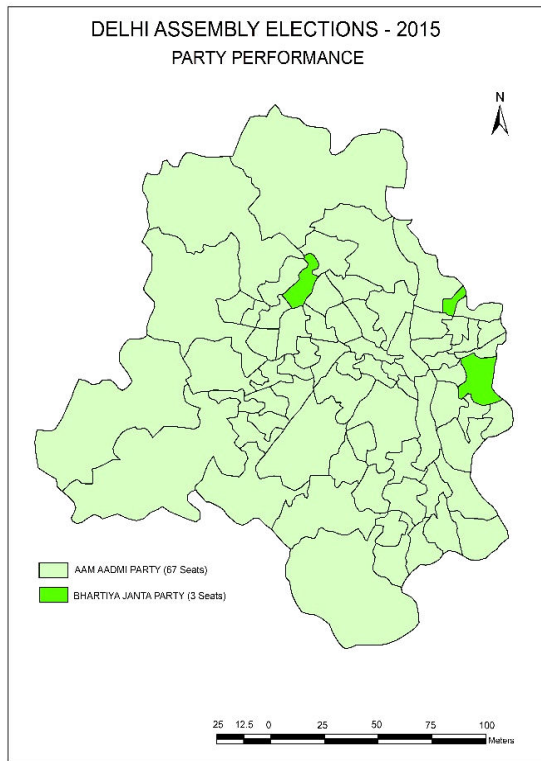 DELHI ASSEMBLY ELECTIONS - 2015
PARTY PERFORMANCE
N
AAM AADMI PARTY (67 Seats)
BHARTIYA JANTA PARTY (3 Seats)
25 12.5 0 25 50 75 100
Meters